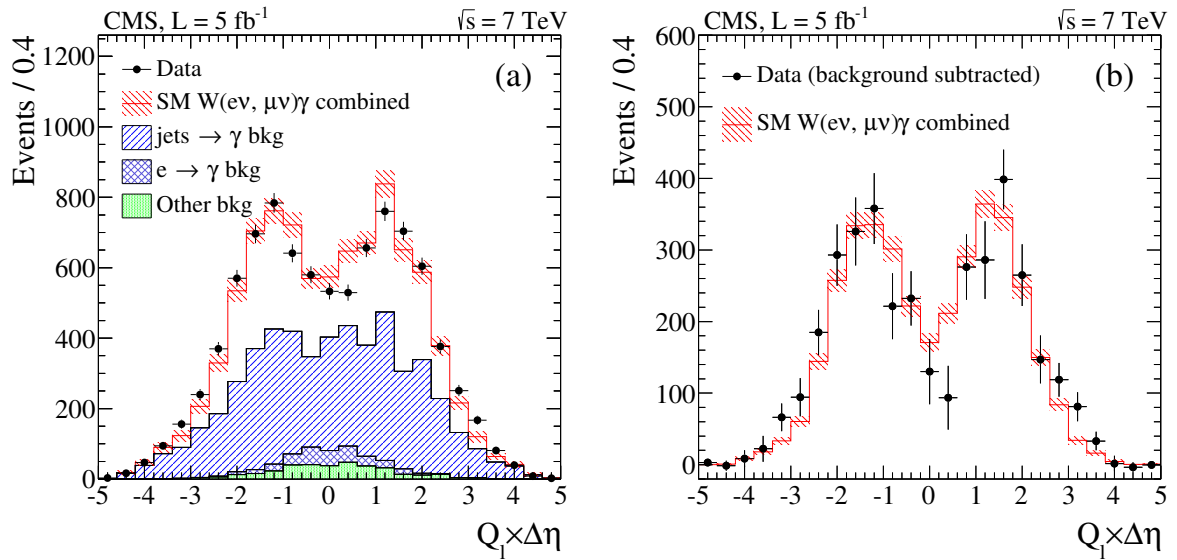 CMS, L = 5 fb⁻¹ √s = 7 TeV
Events / 0.4
1200
1000
800
600
400
200
0
(a)
Data
SM W(eν, μν)γ combined
jets → γ bkg
e → γ bkg
Other bkg
-5 -4 -3 -2 -1 0 1 2 3 4 5
Q_l×Δη
CMS, L = 5 fb⁻¹ √s = 7 TeV
Events / 0.4
600
500
400
300
200
100
0
(b)
Data (background subtracted)
SM W(eν, μν)γ combined
-5 -4 -3 -2 -1 0 1 2 3 4 5
Q_l×Δη